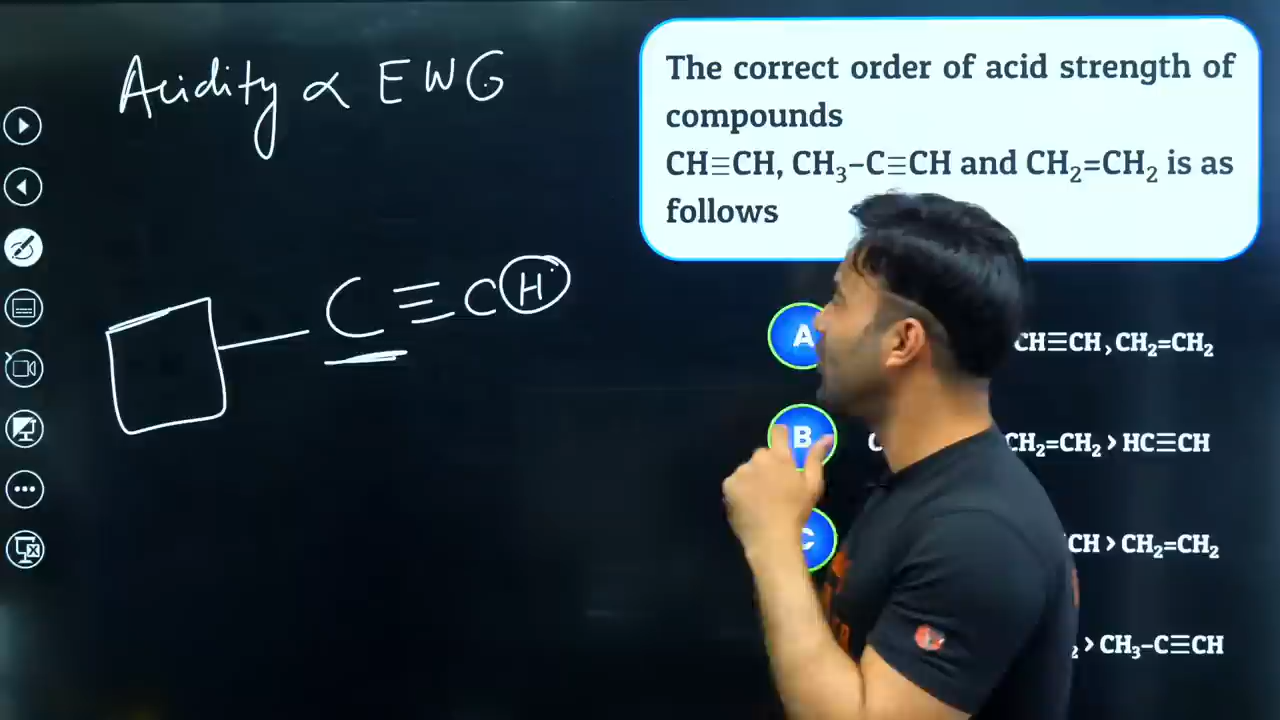 Acidity ∝ EWG
The correct order of acid strength of
compounds
CH≡CH, CH₃–C≡CH and CH₂=CH₂ is as
follows
C≡CH
A
CH≡CH , CH₂=CH₂
B
CH₂=CH₂ > HC≡CH
C
CH > CH₂=CH₂
₂ > CH₃–C≡CH